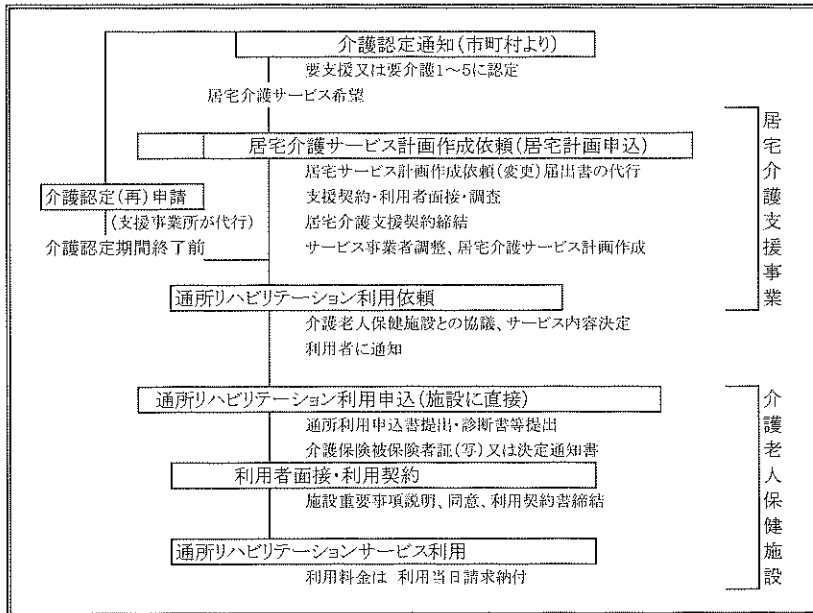 介護認定通知(市町村より)
要支援又は要介護1～5に認定
居宅介護サービス希望
居宅介護サービス計画作成依頼(居宅計画申込)
居宅サービス計画作成依頼(変更)届出書の代行
介護認定(再)申請
支援契約・利用者面接・調査
(支援事業所が代行)
居宅介護支援契約締結
介護認定期間終了前
サービス事業者調整、居宅介護サービス計画作成
居宅介護支援事業
通所リハビリテーション利用依頼
介護老人保健施設との協議、サービス内容決定
利用者に通知
通所リハビリテーション利用申込(施設に直接)
通所利用申込書提出・診断書等提出
介護保険被保険者証(写)又は決定通知書
利用者面接・利用契約
施設重要事項説明、同意、利用契約書締結
通所リハビリテーションサービス利用
利用料金は 利用当日請求納付
介護老人保健施設